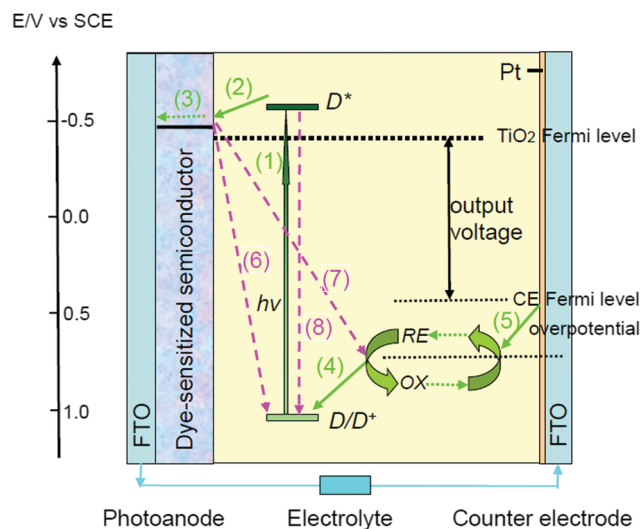 E/V vs SCE
Pt
(3)
(2)
D*
-0.5
TiO2 Fermi level
(1)
output
voltage
0.0
Dye-sensitized semiconductor
(6)
(7)
hν
CE Fermi level
0.5
(8)
RE
(5)
overpotential
(4)
OX
1.0
D/D+
FTO
FTO
Photoanode
Electrolyte
Counter electrode